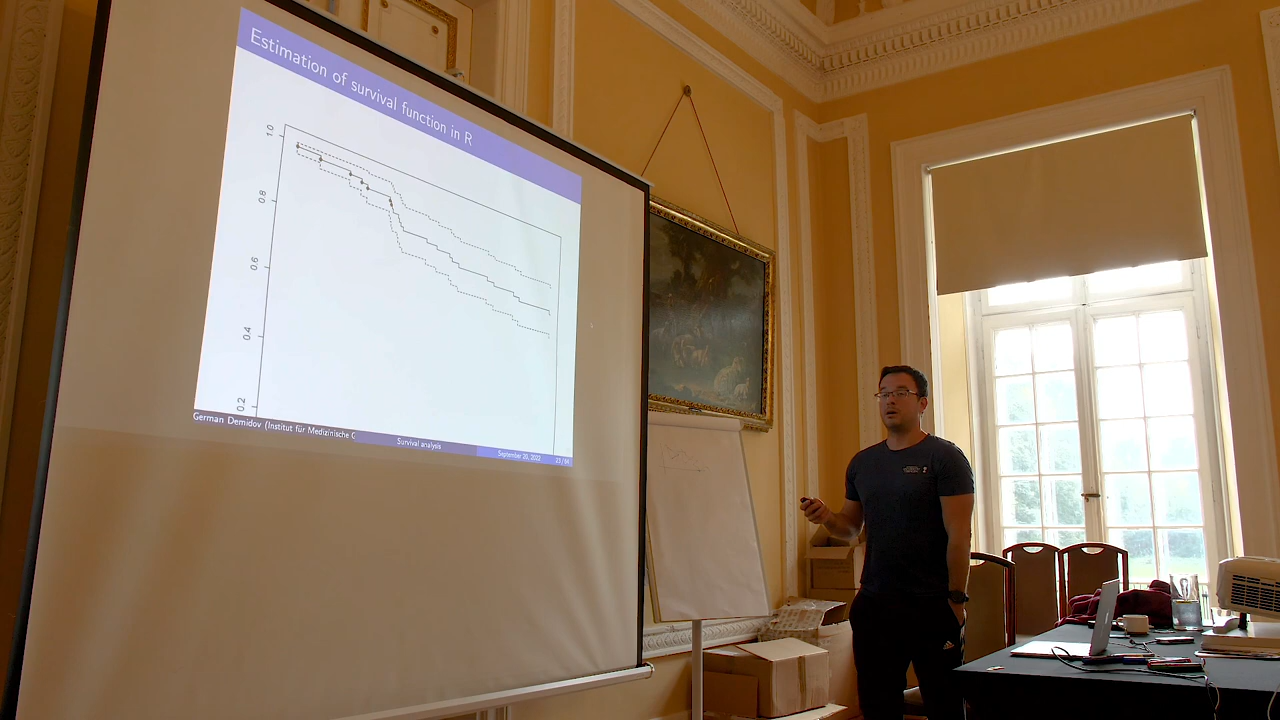 Estimation of survival function in R
1.0
0.8
0.6
0.4
0.2
German Demidov (Institut für Medizinische G
Survival analysis
September 20, 2022